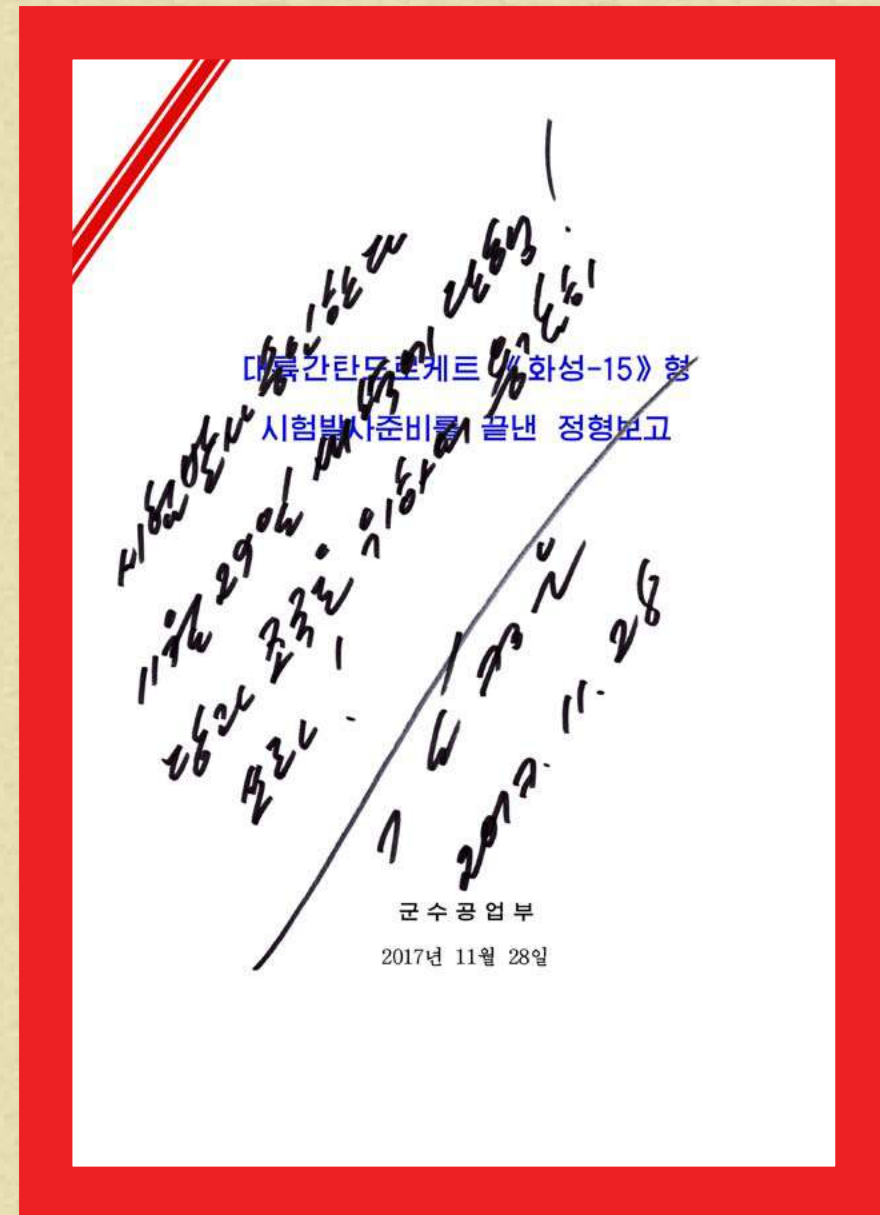 대륙간탄도로케트 《화성-15》형
시험발사준비를 끝낸 정형보고
시험발사 승인한다
11월 29일 새벽에 단행!
당과 조국을 위하여 용감히
쏘라!
김정은
2017. 11. 28
군수공업부
2017년 11월 28일